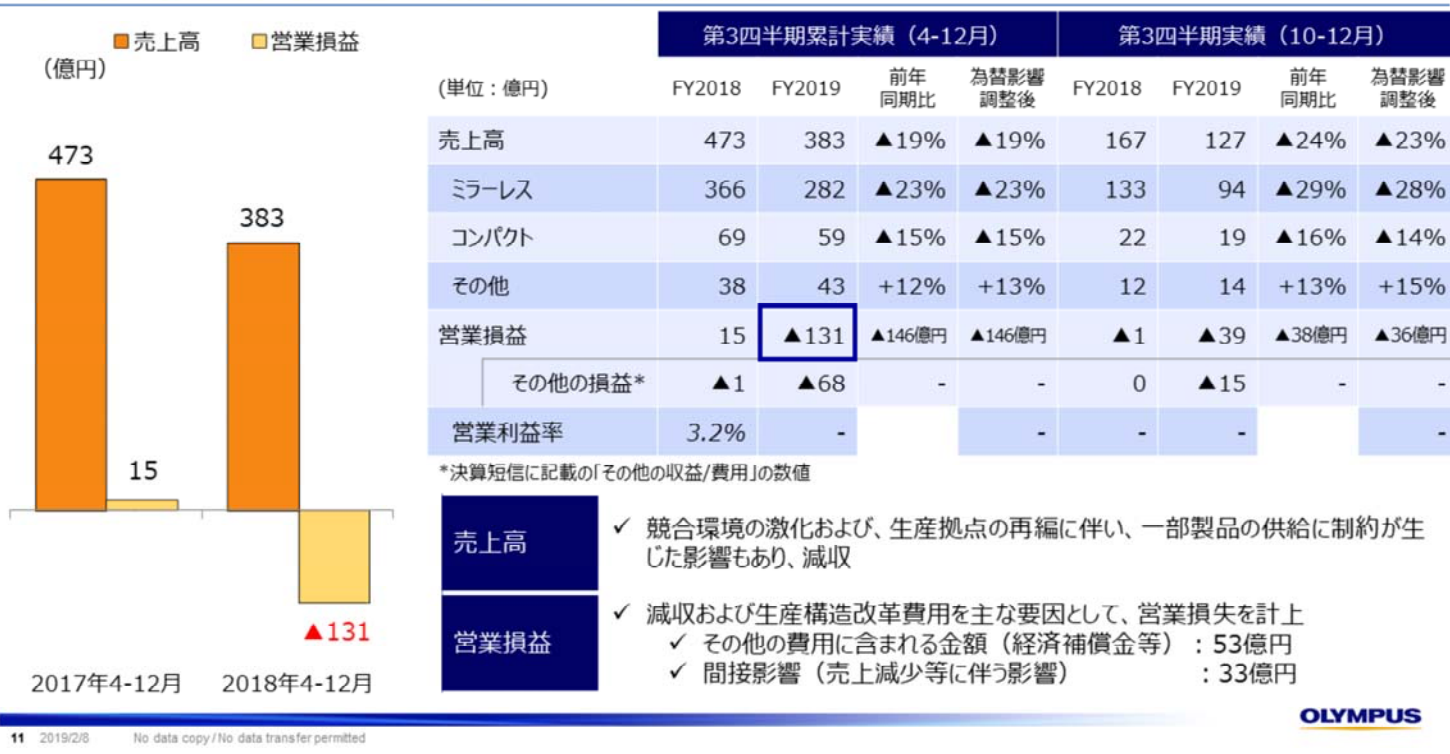 ■売上高 ■営業損益
(億円)
473
383
15
▲131
2017年4-12月 2018年4-12月
第3四半期累計実績（4-12月） 第3四半期実績（10-12月）
(単位：億円) FY2018 FY2019 前年同期比 為替影響調整後 FY2018 FY2019 前年同期比 為替影響調整後
売上高 473 383 ▲19% ▲19% 167 127 ▲24% ▲23%
ミラーレス 366 282 ▲23% ▲23% 133 94 ▲29% ▲28%
コンパクト 69 59 ▲15% ▲15% 22 19 ▲16% ▲14%
その他 38 43 +12% +13% 12 14 +13% +15%
営業損益 15 ▲131 ▲146億円 ▲146億円 ▲1 ▲39 ▲38億円 ▲36億円
その他の損益* ▲1 ▲68 - - 0 ▲15 - -
営業利益率 3.2% - - - - -
*決算短信に記載の「その他の収益/費用」の数値
売上高
✓ 競合環境の激化および、生産拠点の再編に伴い、一部製品の供給に制約が生
じた影響もあり、減収
営業損益
✓ 減収および生産構造改革費用を主な要因として、営業損失を計上
✓ その他の費用に含まれる金額（経済補償金等）：53億円
✓ 間接影響（売上減少等に伴う影響）：33億円
OLYMPUS
11 2019/2/8 No data copy / No data transfer permitted